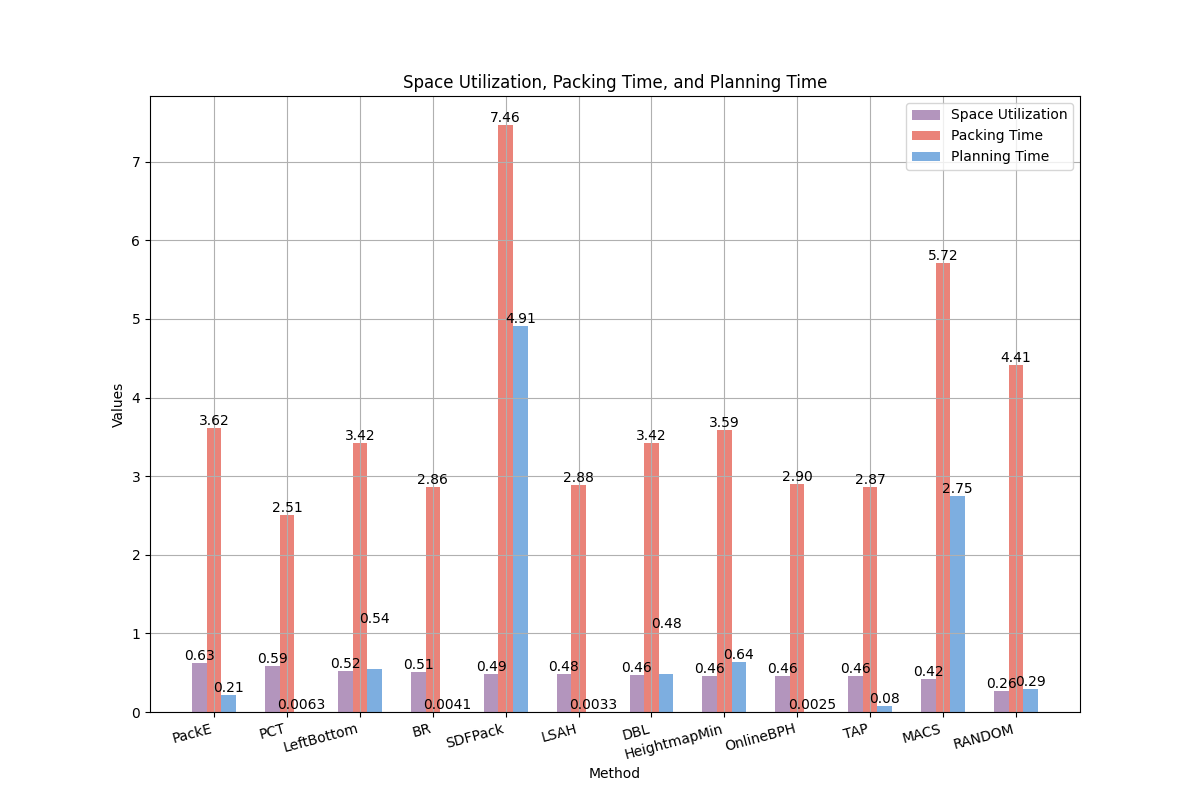 Space Utilization, Packing Time, and Planning Time
Space Utilization
Packing Time
Planning Time
Values
7
6
5
4
3
2
1
0
0.63
3.62
0.21
0.59
2.51
0.0063
0.52
3.42
0.54
0.51
2.86
0.0041
0.49
7.46
4.91
0.48
2.88
0.0033
0.46
3.42
0.48
0.46
3.59
0.64
0.46
2.90
0.0025
0.46
2.87
0.08
0.42
5.72
2.75
0.26
4.41
0.29
PackE
PCT
LeftBottom
BR
SDFPack
LSAH
DBL
HeightmapMin
OnlineBPH
TAP
MACS
RANDOM
Method